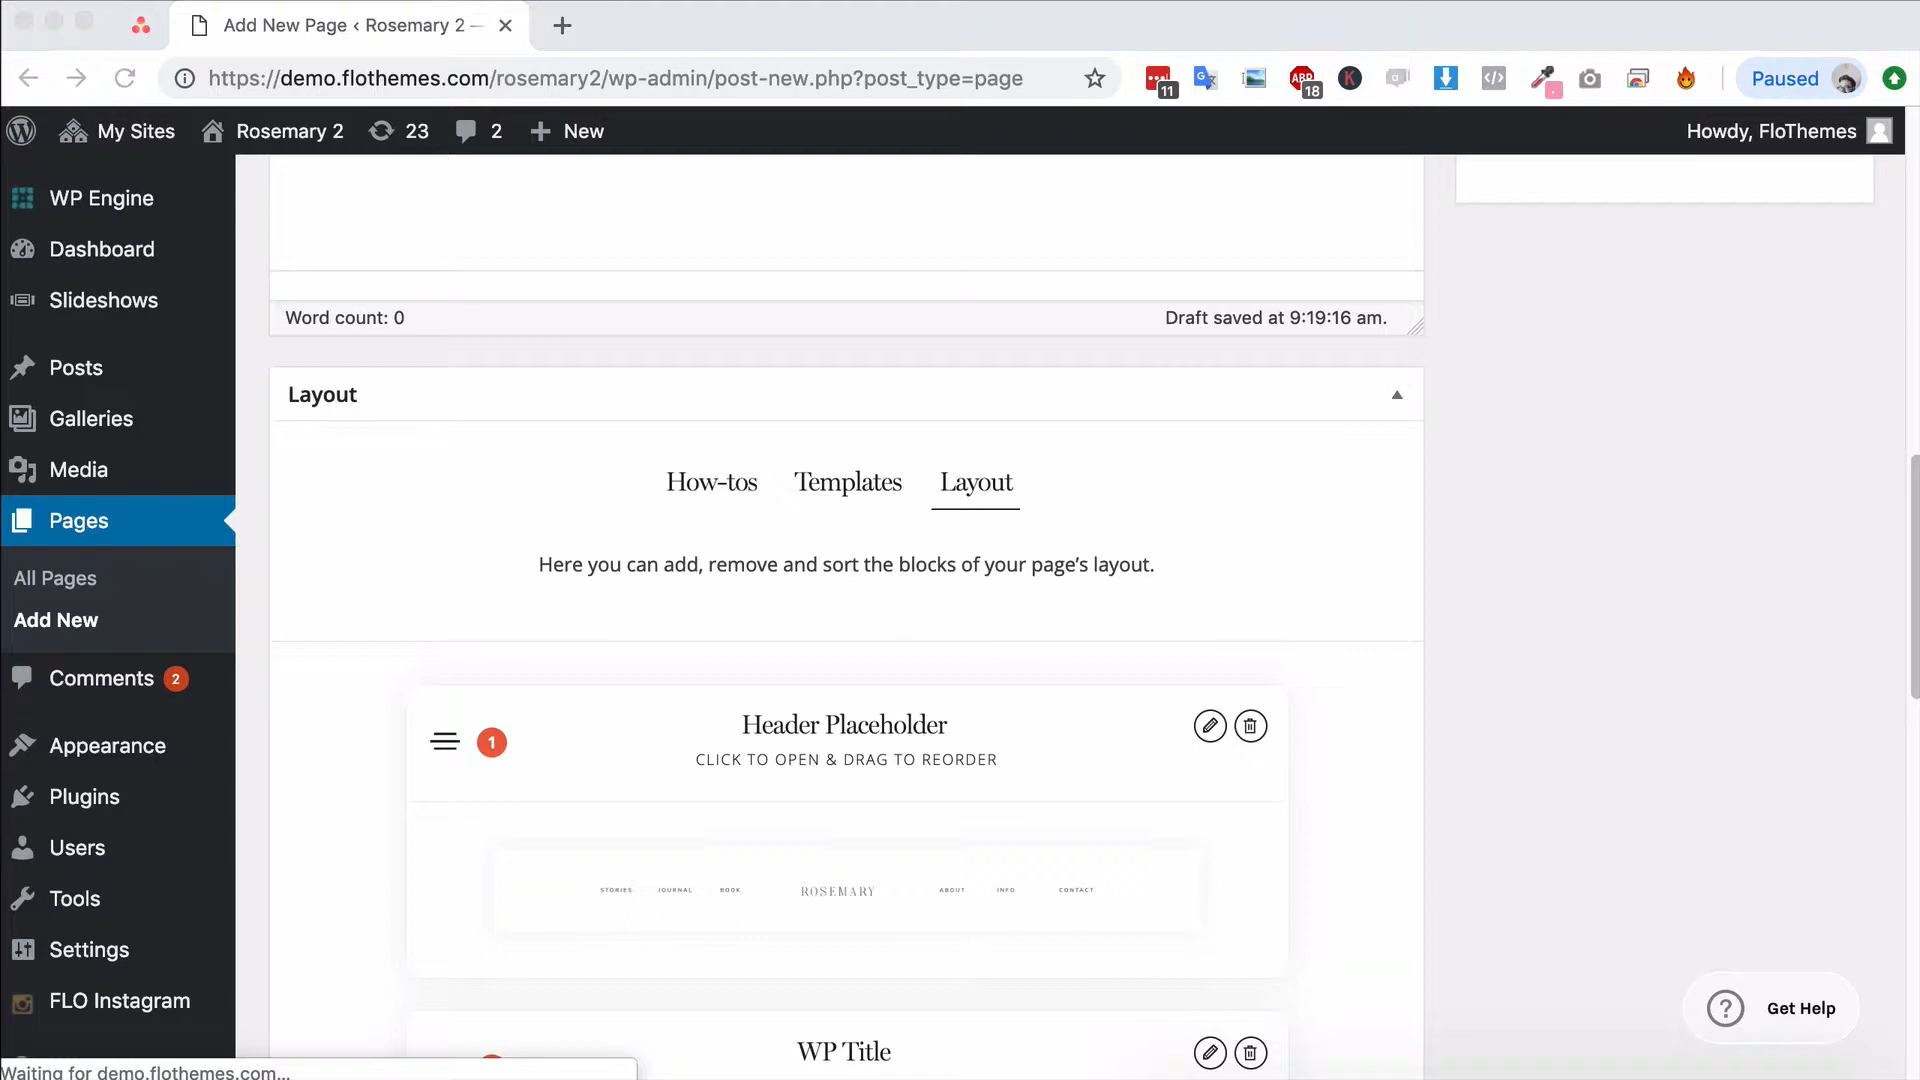 Add New Page ‹ Rosemary 2 —
https://demo.flothemes.com/rosemary2/wp-admin/post-new.php?post_type=page
11
ABP
18
K
Paused
My Sites
Rosemary 2
23
2
New
Howdy, FloThemes
WP Engine
Dashboard
Slideshows
Posts
Galleries
Media
Pages
All Pages
Add New
Comments 2
Appearance
Plugins
Users
Tools
Settings
FLO Instagram
Waiting for demo.flothemes.com...
Word count: 0
Draft saved at 9:19:16 am.
Layout
How-tos
Templates
Layout
Here you can add, remove and sort the blocks of your page's layout.
1
Header Placeholder
CLICK TO OPEN & DRAG TO REORDER
STORIES JOURNAL BOOK ROSEMARY ABOUT INFO CONTACT
WP Title
? Get Help